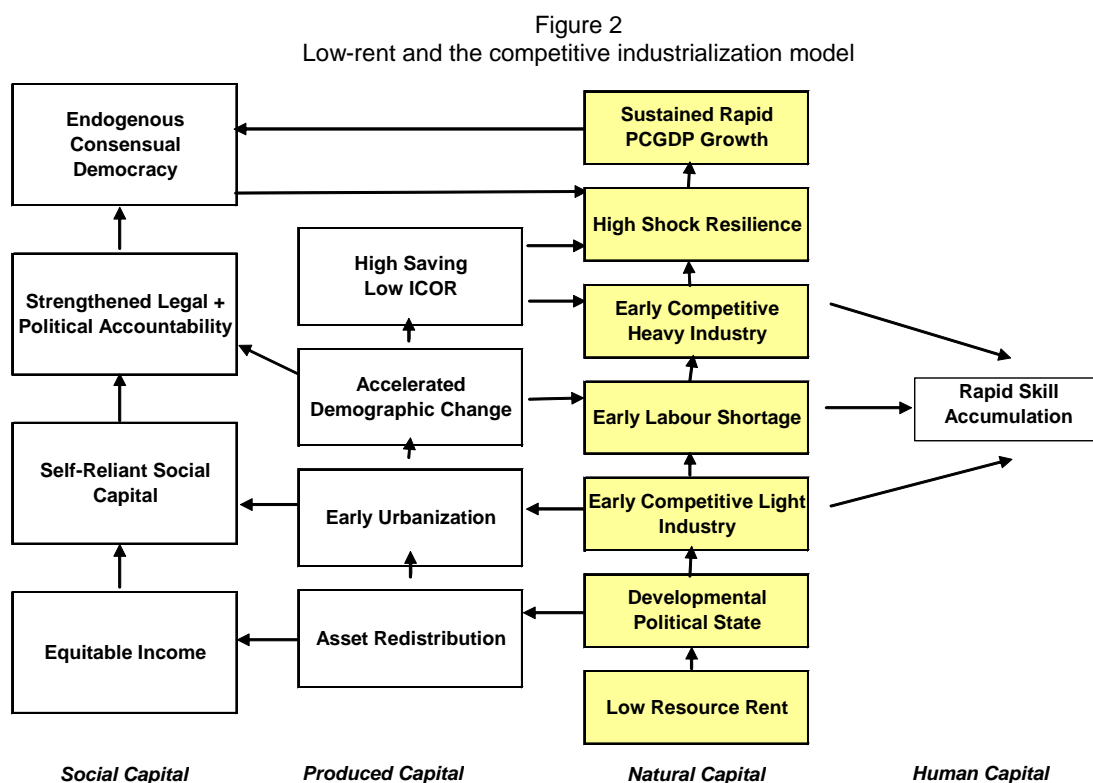 Figure 2
Low-rent and the competitive industrialization model
Endogenous
Consensual
Democracy
Strengthened Legal +
Political Accountability
Self-Reliant Social
Capital
Equitable Income
Social Capital
High Saving
Low ICOR
Accelerated
Demographic Change
Early Urbanization
Asset Redistribution
Produced Capital
Sustained Rapid
PCGDP Growth
High Shock Resilience
Early Competitive
Heavy Industry
Early Labour Shortage
Early Competitive Light
Industry
Developmental
Political State
Low Resource Rent
Natural Capital
Rapid Skill
Accumulation
Human Capital